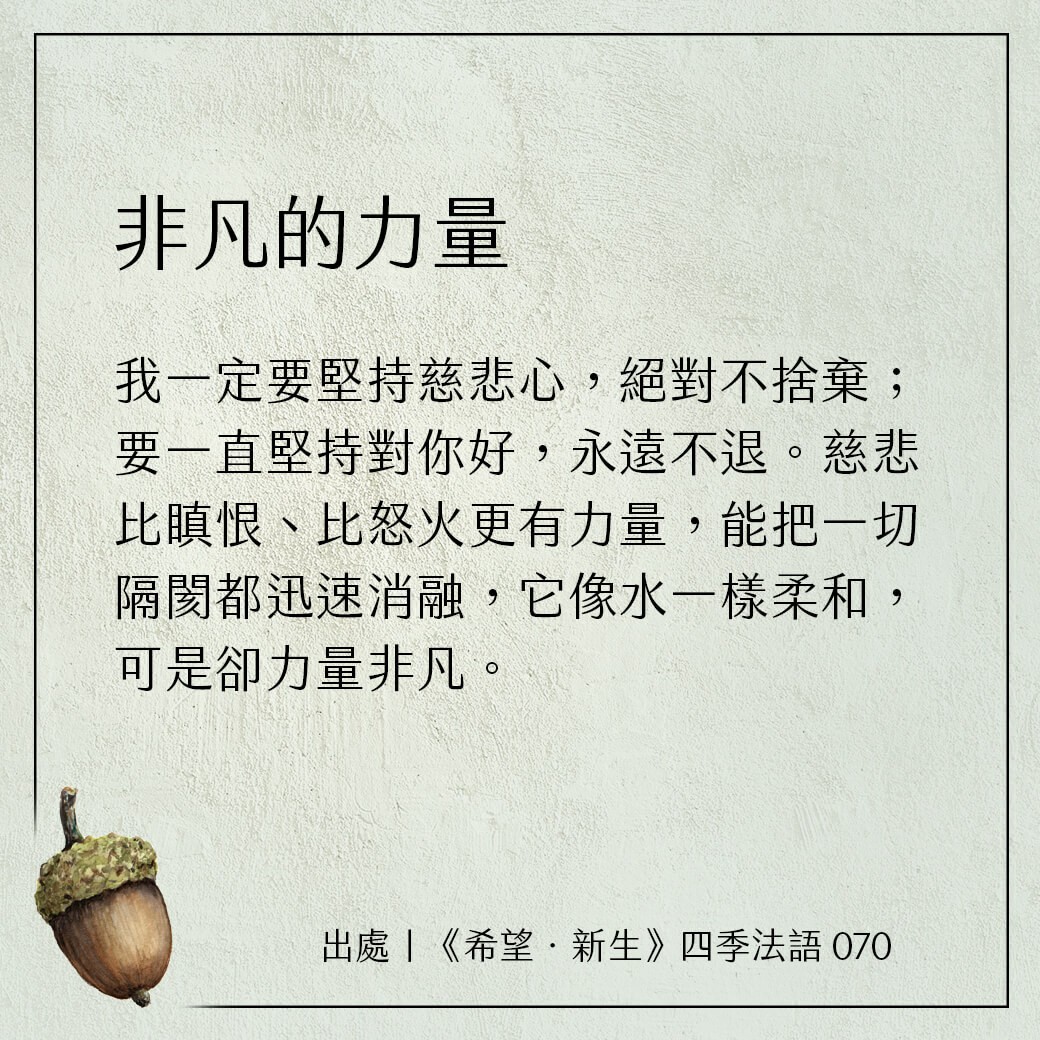 非凡的力量
我一定要堅持慈悲心，絕對不捨棄；
要一直堅持對你好，永遠不退。慈悲
比瞋恨、比怒火更有力量，能把一切
隔閡都迅速消融，它像水一樣柔和，
可是卻力量非凡。
出處｜《希望．新生》四季法語 070